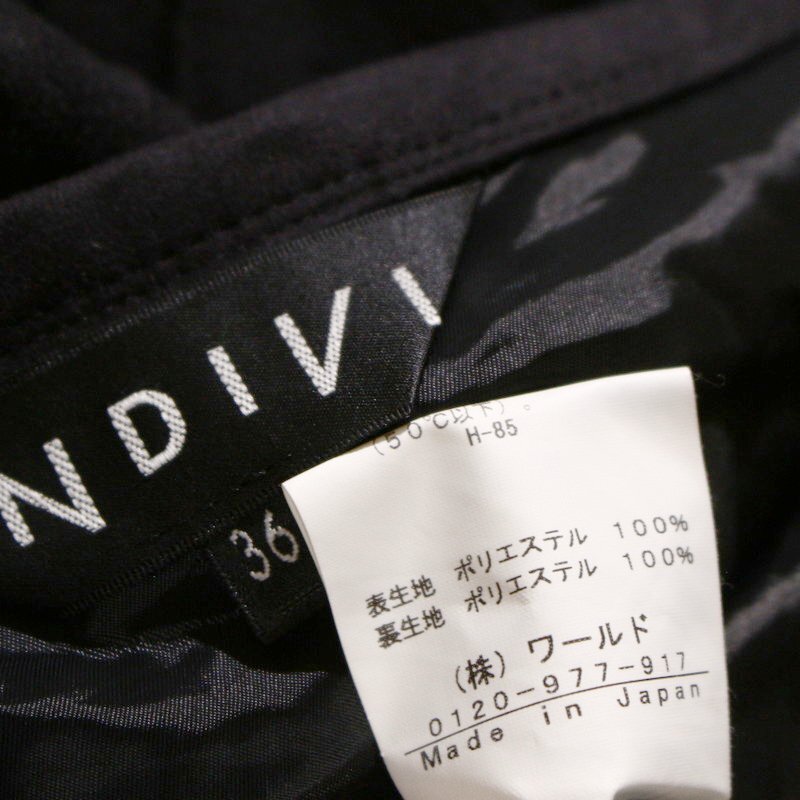 NDIVI
36
(50℃以下)。
H-85
表生地 ポリエステル 100%
裏生地 ポリエステル 100%
(株) ワールド
0120-977-917
Made in Japan